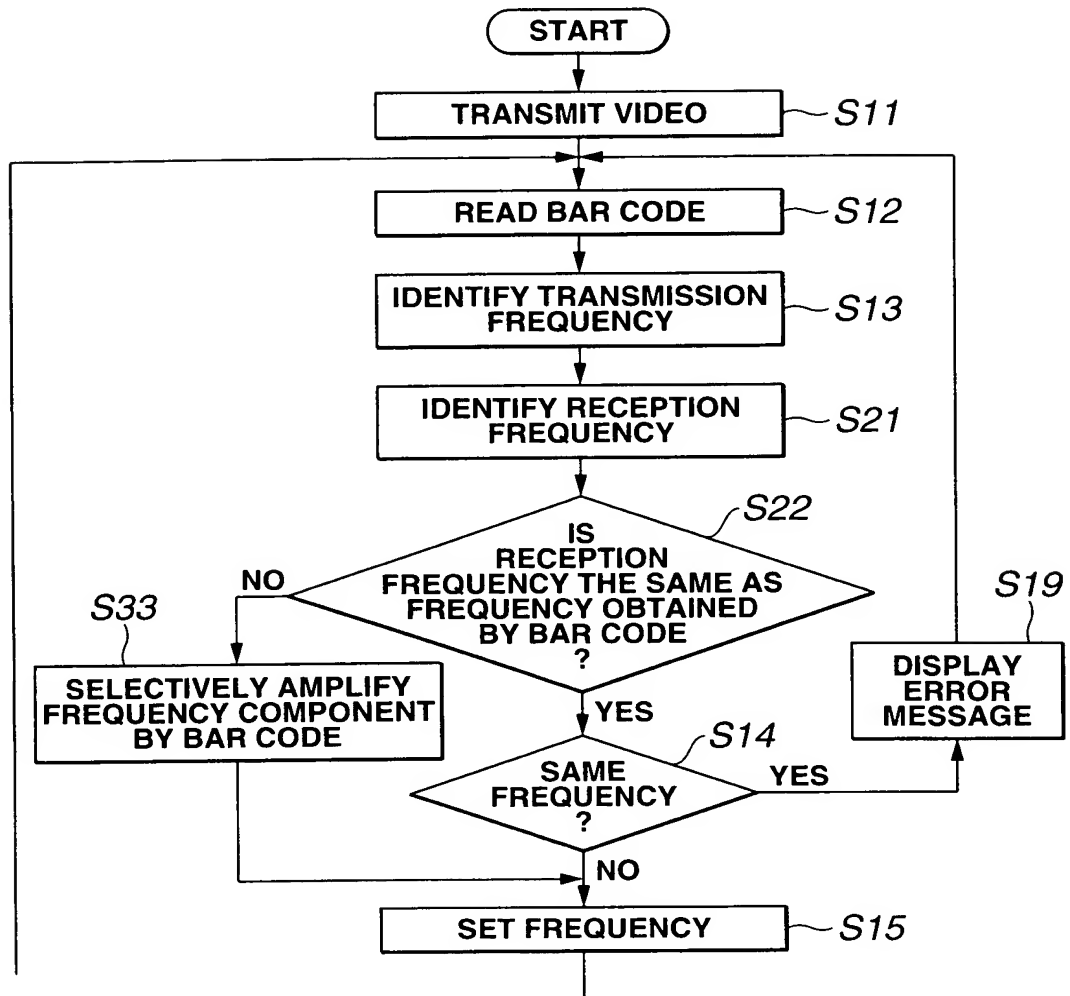 START
TRANSMIT VIDEO
S11
READ BAR CODE
S12
IDENTIFY TRANSMISSION
FREQUENCY
S13
IDENTIFY RECEPTION
FREQUENCY
S21
S22
IS
RECEPTION
FREQUENCY THE SAME AS
FREQUENCY OBTAINED
BY BAR CODE
?
NO
YES
S33
SELECTIVELY AMPLIFY
FREQUENCY COMPONENT
BY BAR CODE
S19
DISPLAY
ERROR
MESSAGE
S14
SAME
FREQUENCY
?
YES
NO
SET FREQUENCY
S15